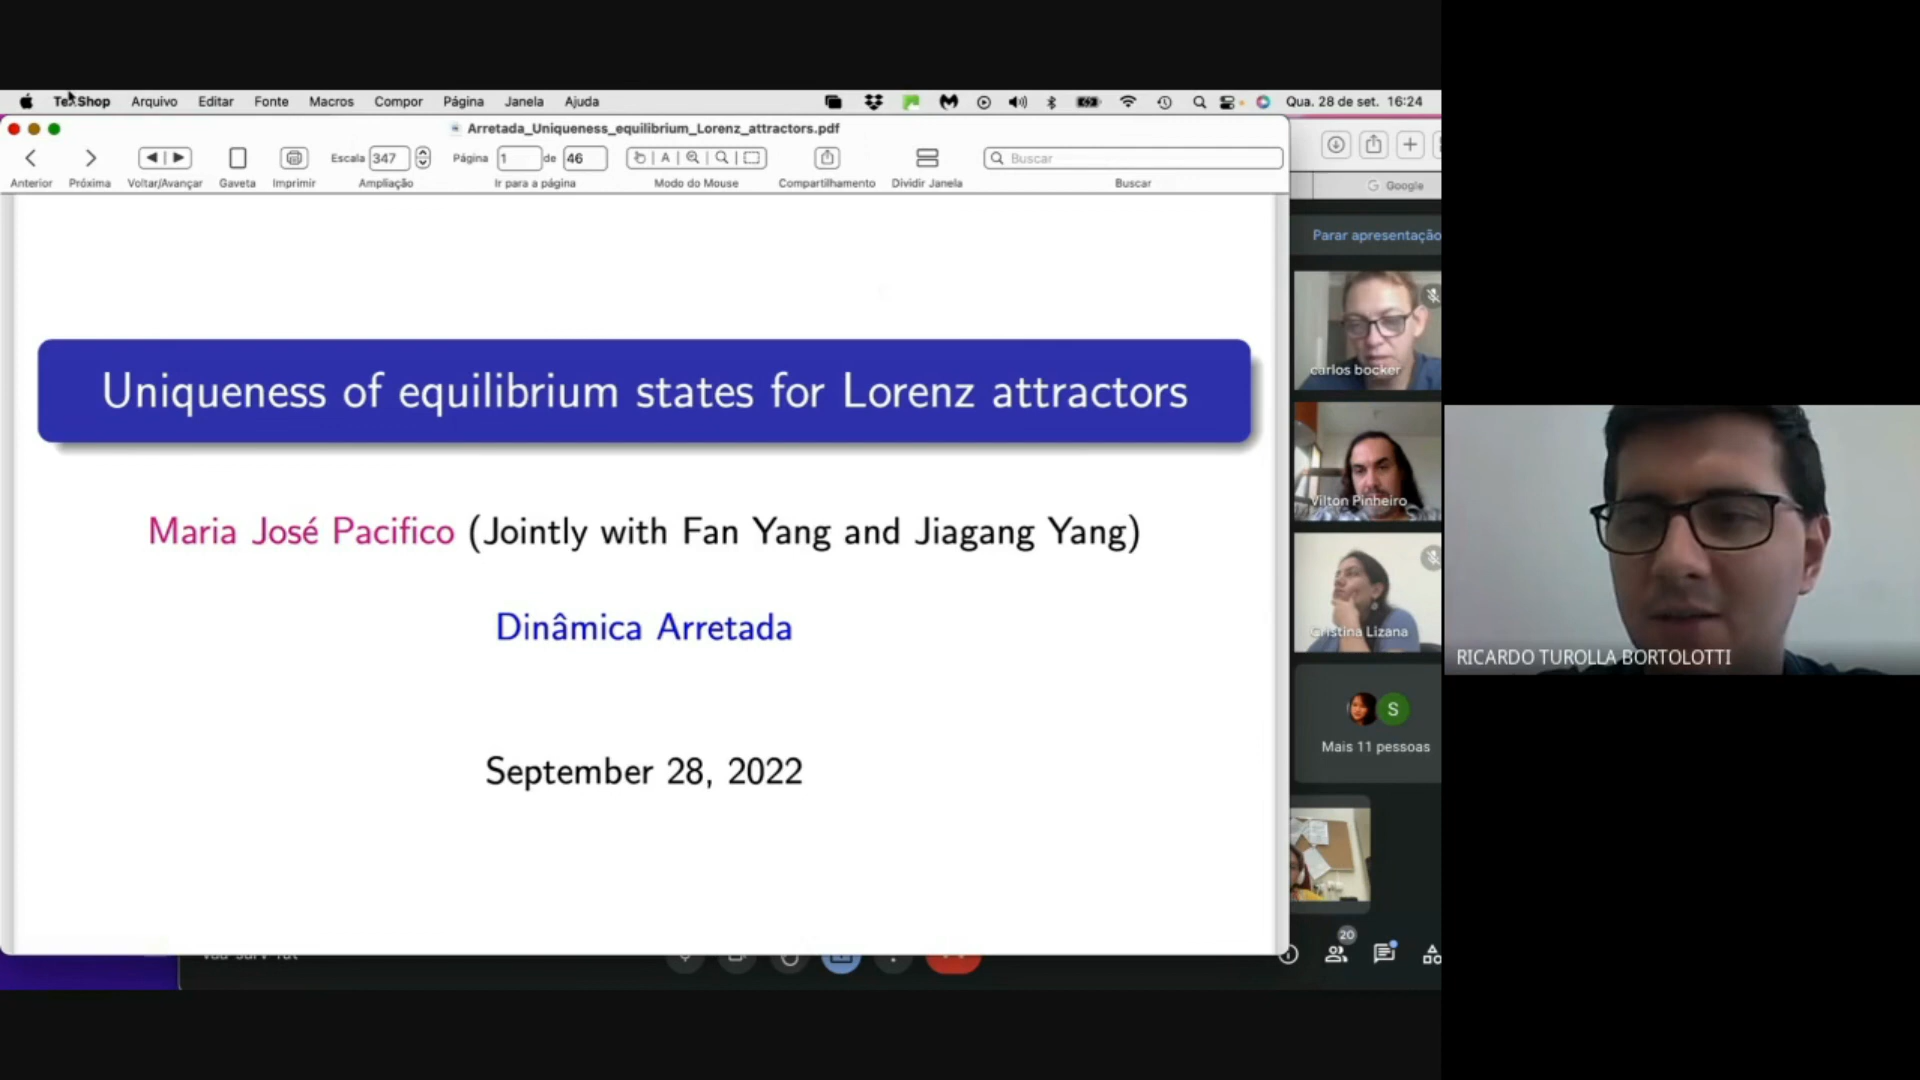 TeXShop Arquivo Editar Fonte Macros Compor Página Janela Ajuda Qua. 28 de set. 16:24
Arretada_Uniqueness_equilibrium_Lorenz_attractors.pdf
Escala 347 Página 1 de 46 Buscar
Anterior Próxima Voltar/Avançar Gaveta Imprimir Ampliação Ir para a página Modo do Mouse Compartilhamento Dividir Janela Buscar
Google
Parar apresentação
Uniqueness of equilibrium states for Lorenz attractors
Maria José Pacifico (Jointly with Fan Yang and Jiagang Yang)
Dinâmica Arretada
September 28, 2022
carlos bocker
Vilton Pinheiro
Cristina Lizana
S
Mais 11 pessoas
20
RICARDO TUROLLA BORTOLOTTI